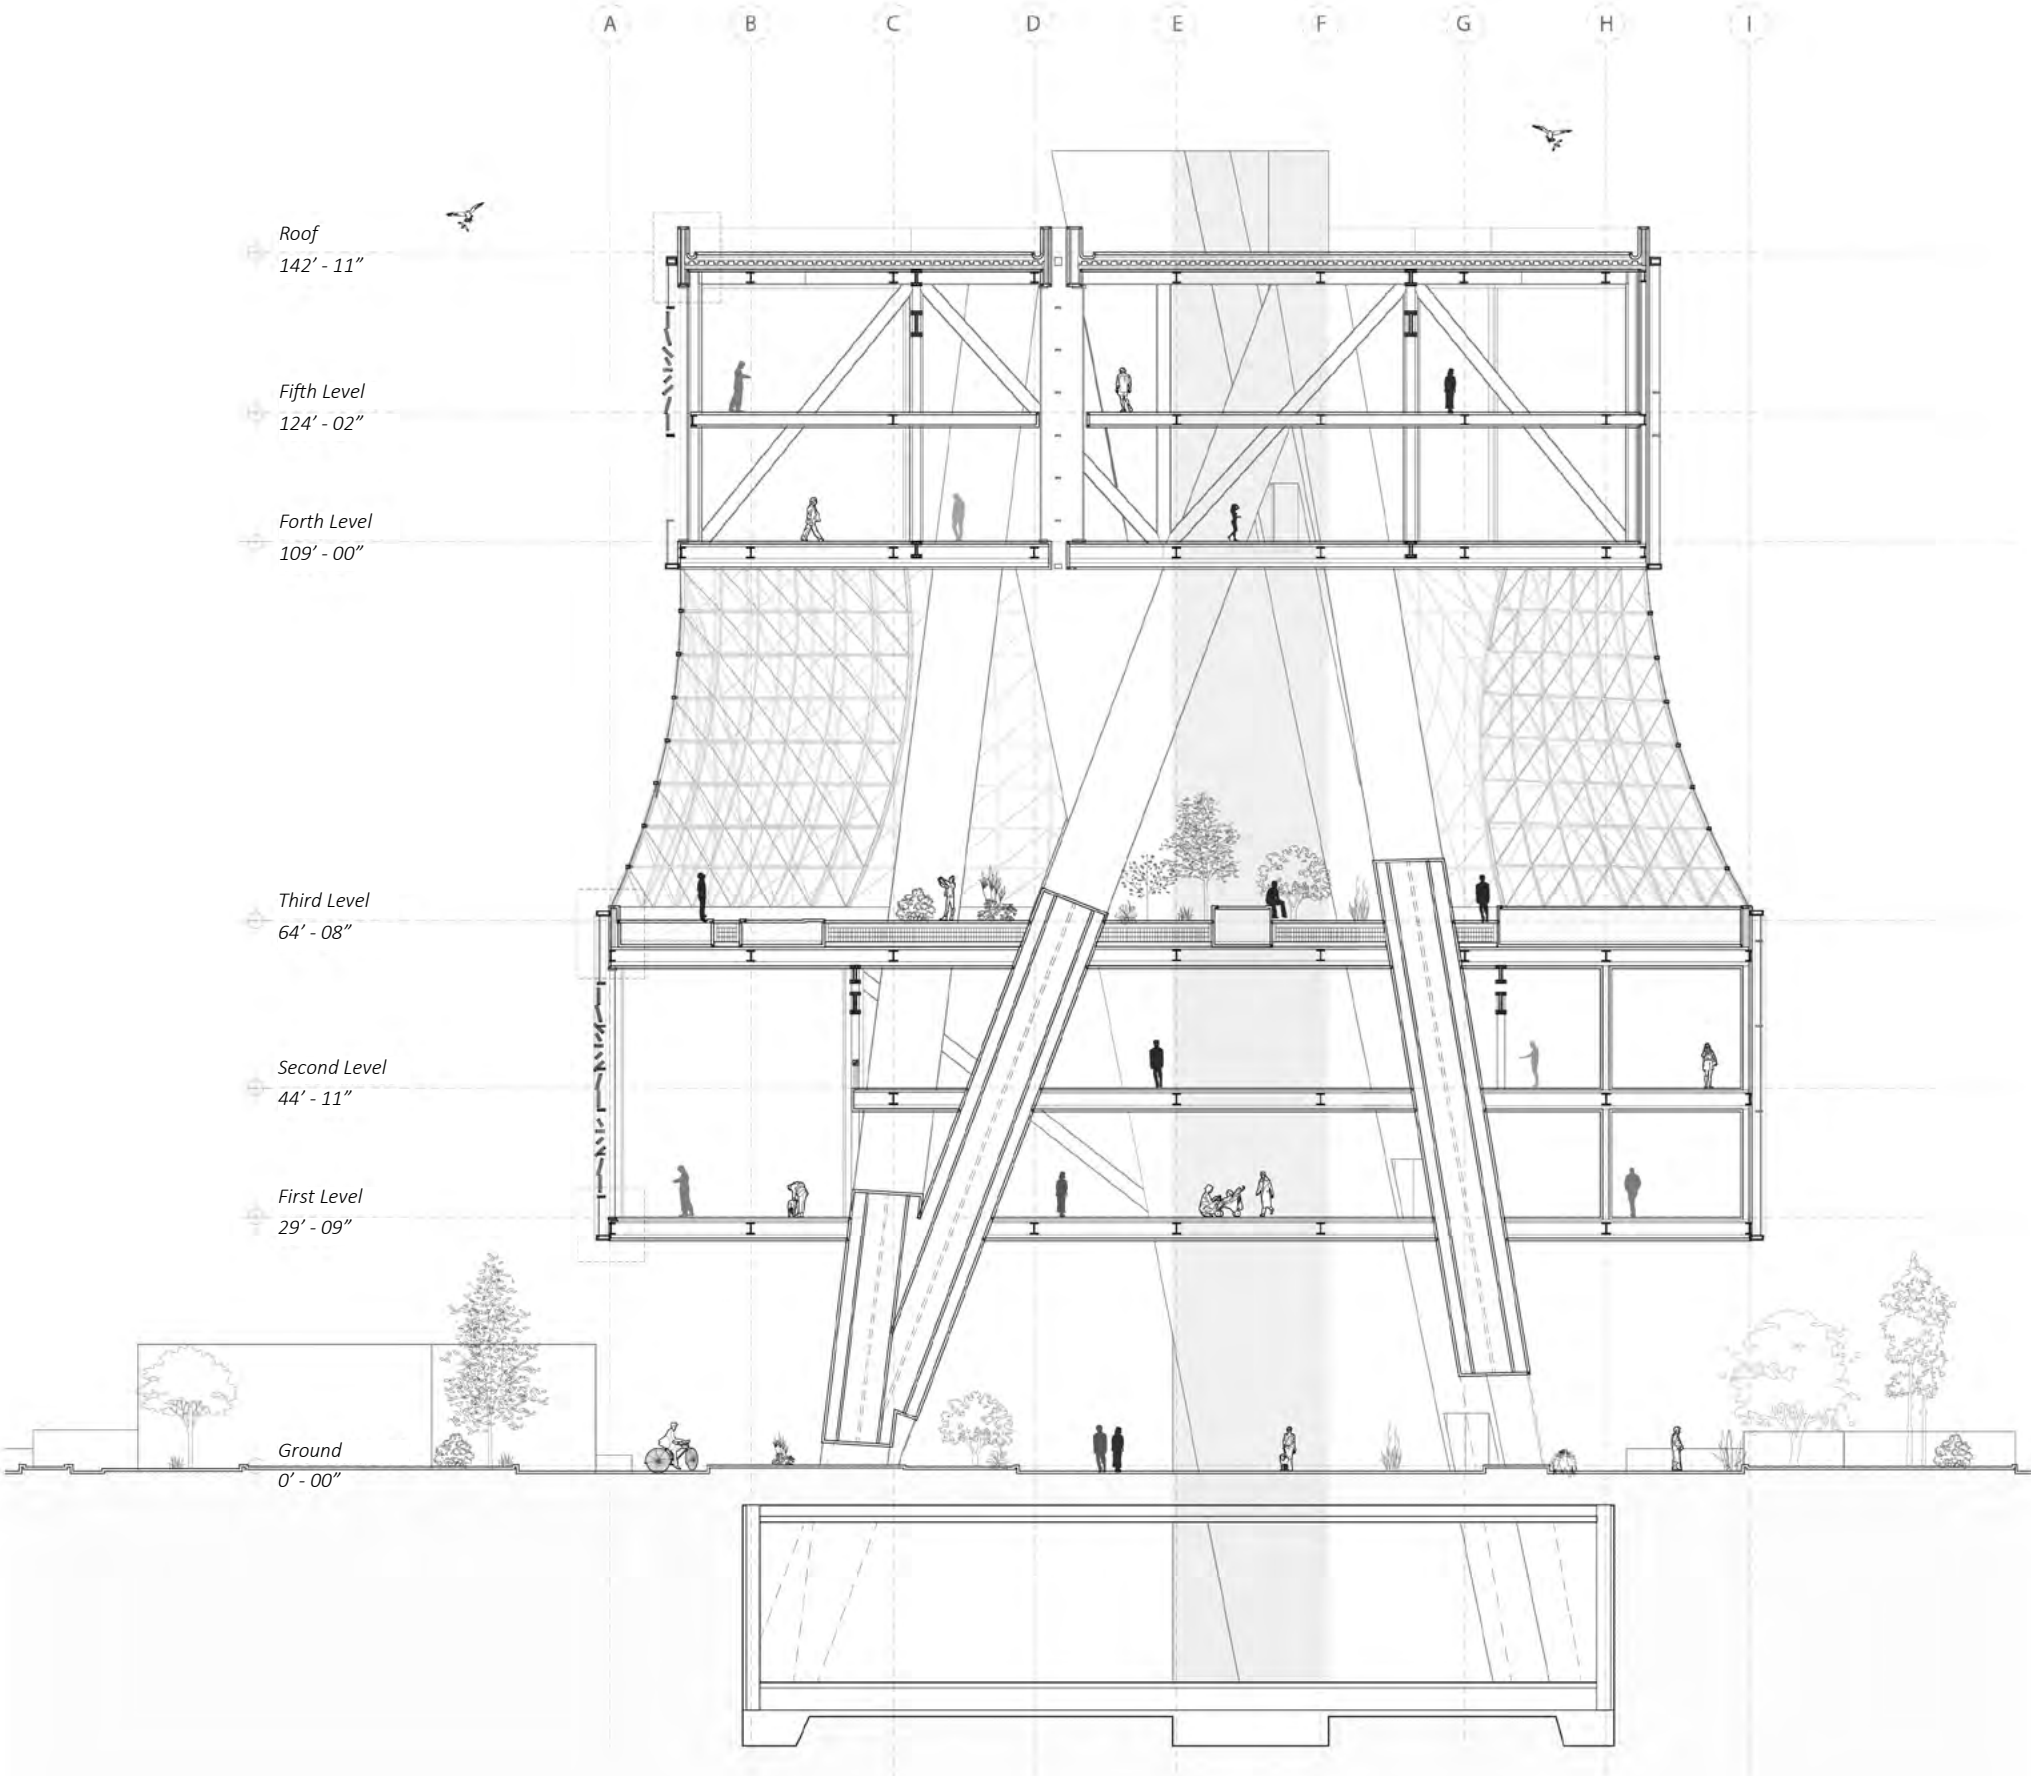 A B C D E F G H I
Roof
142’ - 11”
Fifth Level
124’ - 02”
Forth Level
109’ - 00”
Third Level
64’ - 08”
Second Level
44’ - 11”
First Level
29’ - 09”
Ground
0’ - 00”